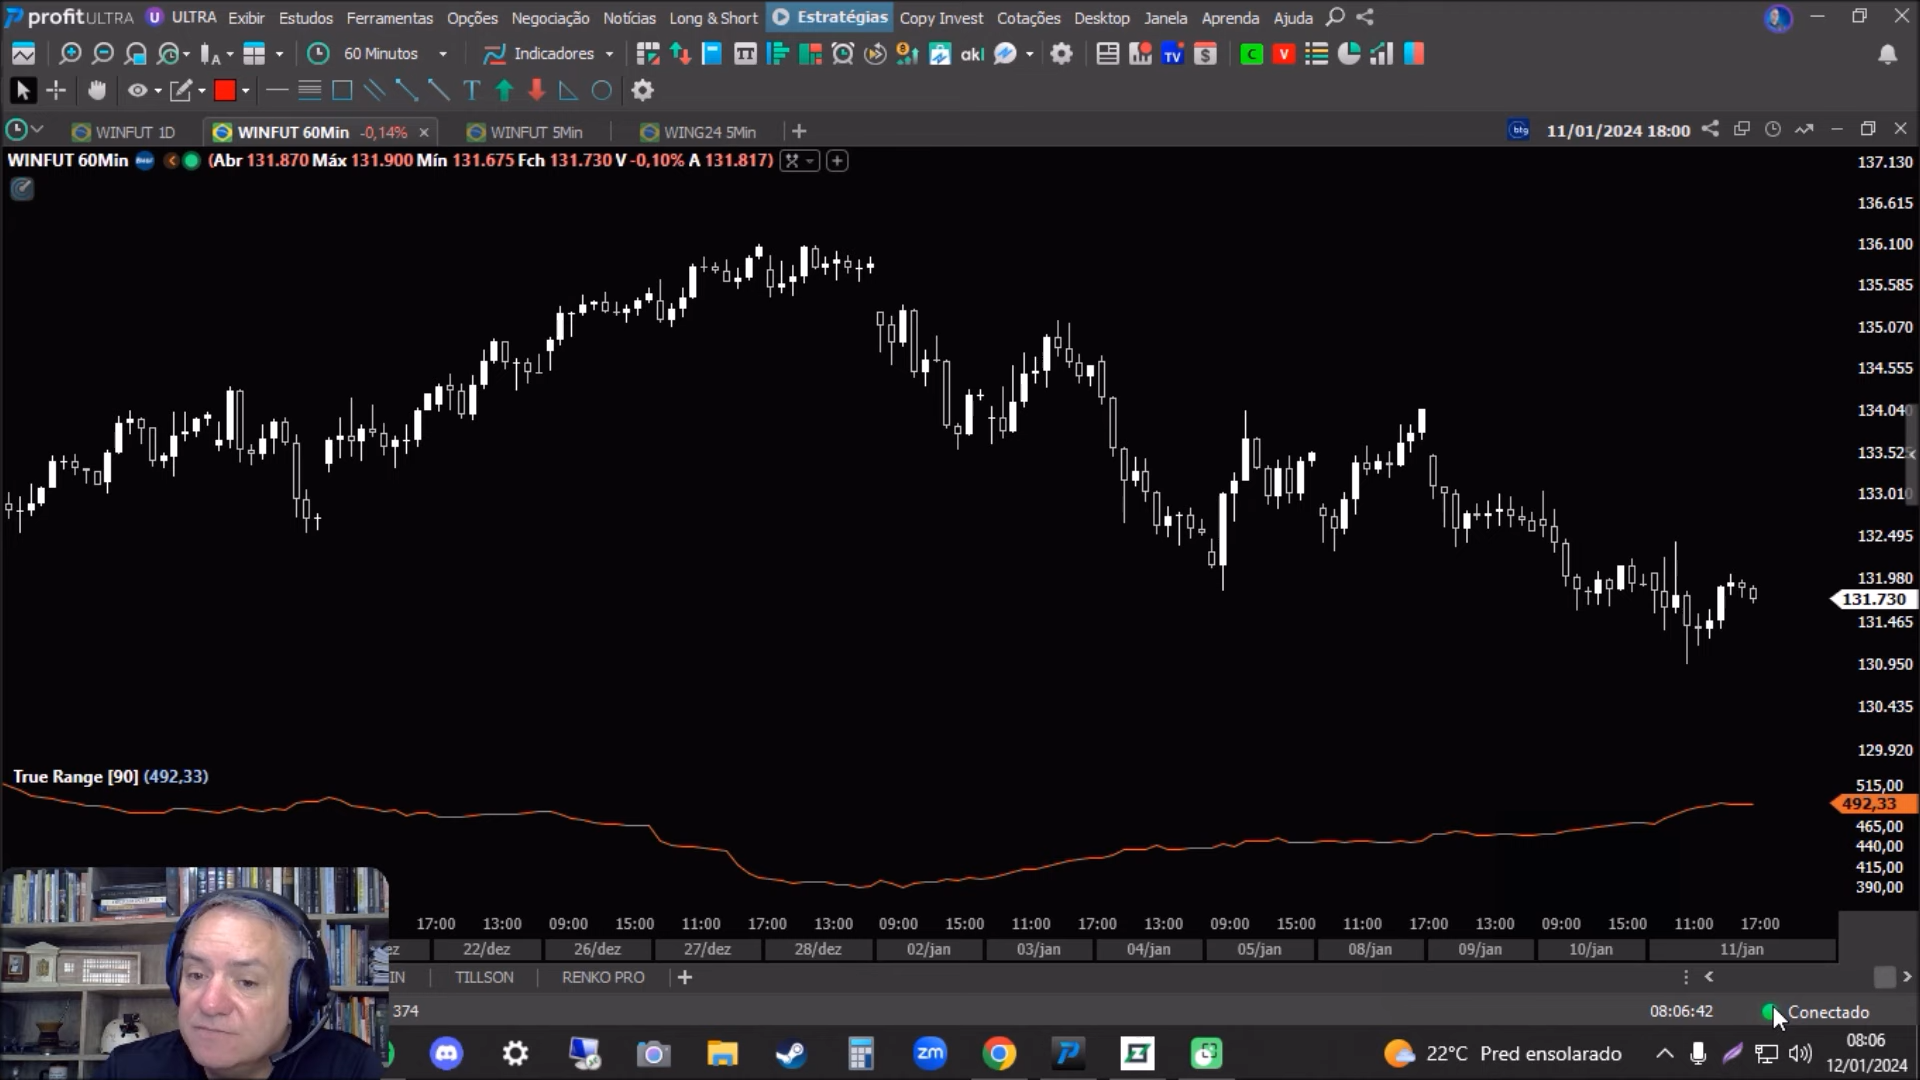 profitULTRA U ULTRA Exibir Estudos Ferramentas Opções Negociação Notícias Long & Short Estratégias Copy Invest Cotações Desktop Janela Aprenda Ajuda
60 Minutos Indicadores akl TV $ C V
T
WINFUT 1D WINFUT 60Min -0,14% × WINFUT 5Min WING24 5Min + btg 11/01/2024 18:00
WINFUT 60Min (Abr 131.870 Máx 131.900 Mín 131.675 Fch 131.730 V -0,10% A 131.817)
137.130
136.615
136.100
135.585
135.070
134.555
134.040
133.52
133.010
132.495
131.980
131.730
131.465
130.950
130.435
129.920
True Range [90] (492,33)
515,00
492,33
465,00
440,00
415,00
390,00
17:00 13:00 09:00 15:00 11:00 17:00 13:00 09:00 15:00 11:00 17:00 13:00 09:00 15:00 11:00 17:00 13:00 09:00 15:00 11:00 17:00
ez 22/dez 26/dez 27/dez 28/dez 02/jan 03/jan 04/jan 05/jan 08/jan 09/jan 10/jan 11/jan
IN TILLSON RENKO PRO +
374 08:06:42 Conectado
zm 22°C Pred ensolarado 08:06
12/01/2024